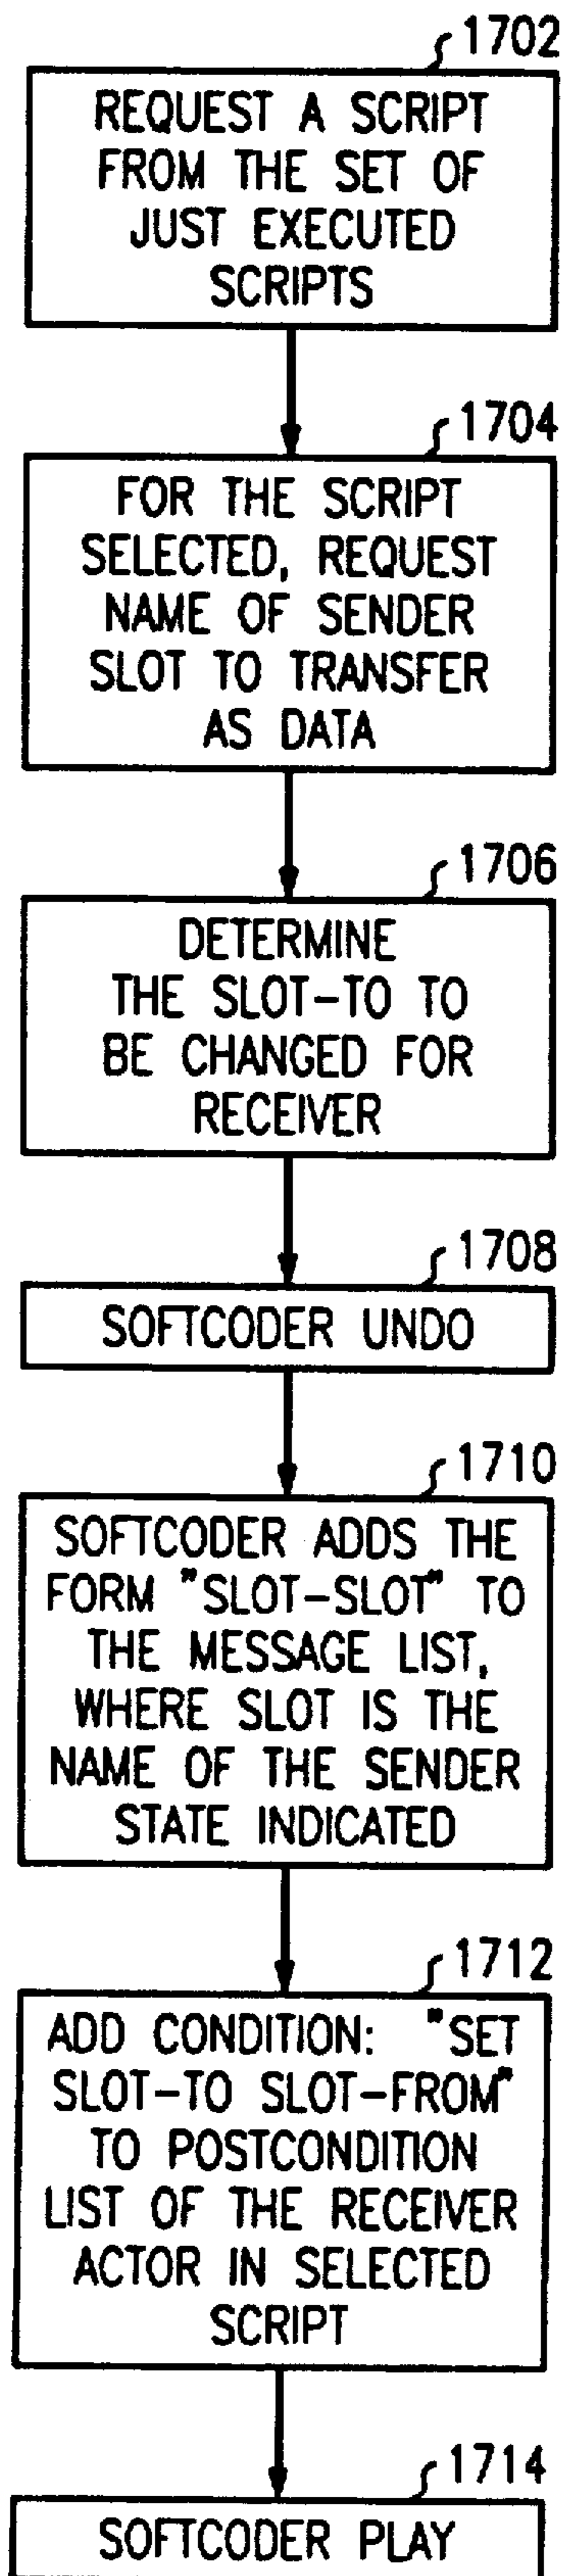 1702
REQUEST A SCRIPT
FROM THE SET OF
JUST EXECUTED
SCRIPTS
1704
FOR THE SCRIPT
SELECTED, REQUEST
NAME OF SENDER
SLOT TO TRANSFER
AS DATA
1706
DETERMINE
THE SLOT-TO TO
BE CHANGED FOR
RECEIVER
1708
SOFTCODER UNDO
1710
SOFTCODER ADDS THE
FORM "SLOT-SLOT" TO
THE MESSAGE LIST,
WHERE SLOT IS THE
NAME OF THE SENDER
STATE INDICATED
1712
ADD CONDITION: "SET
SLOT-TO SLOT-FROM"
TO POSTCONDITION
LIST OF THE RECEIVER
ACTOR IN SELECTED
SCRIPT
1714
SOFTCODER PLAY